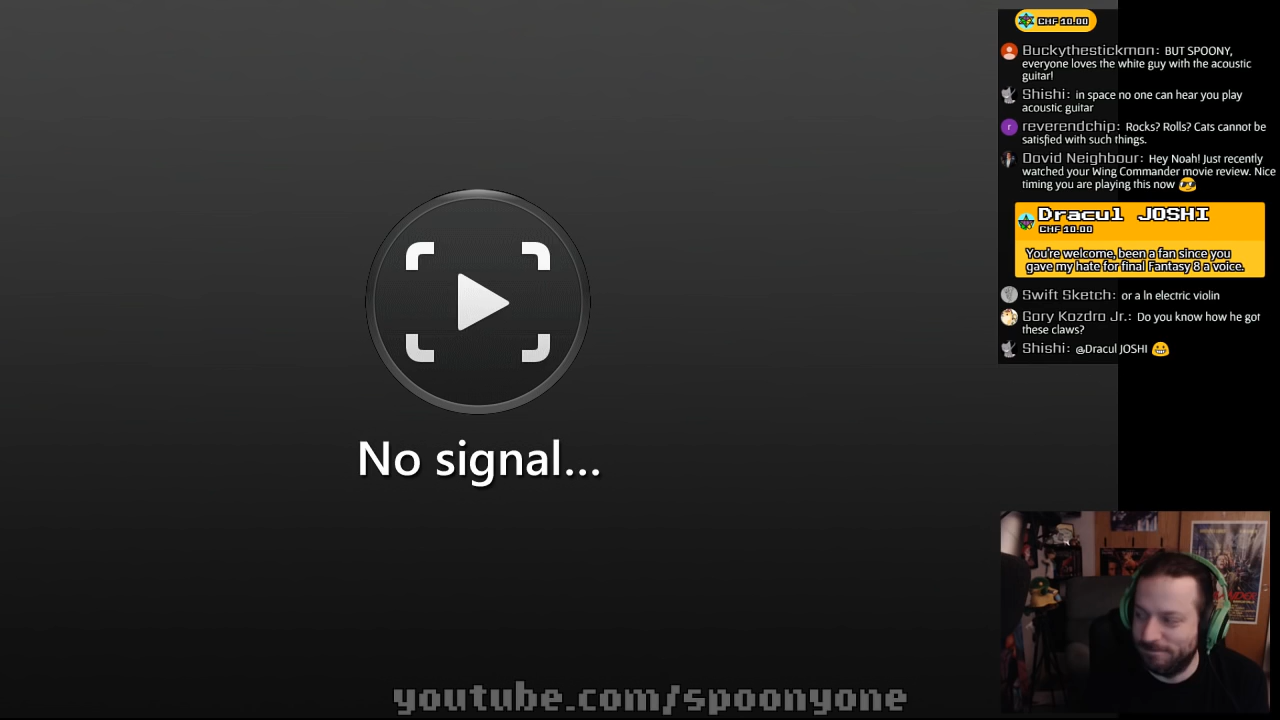 CHF 10.00
Buckythestickman: BUT SPOONY,
everyone loves the white guy with the acoustic
guitar!
Shishi: in space no one can hear you play
acoustic guitar
r reverendchip: Rocks? Rolls? Cats cannot be
satisfied with such things.
David Neighbour: Hey Noah! Just recently
watched your Wing Commander movie review. Nice
timing you are playing this now
Dracul JOSHI
CHF 10.00
You're welcome, been a fan since you
gave my hate for final Fantasy 8 a voice.
Swift Sketch: or a ln electric violin
Gary Kozdra Jr.: Do you know how he got
these claws?
Shishi: @Dracul JOSHI
No signal...
youtube.com/spoonyone